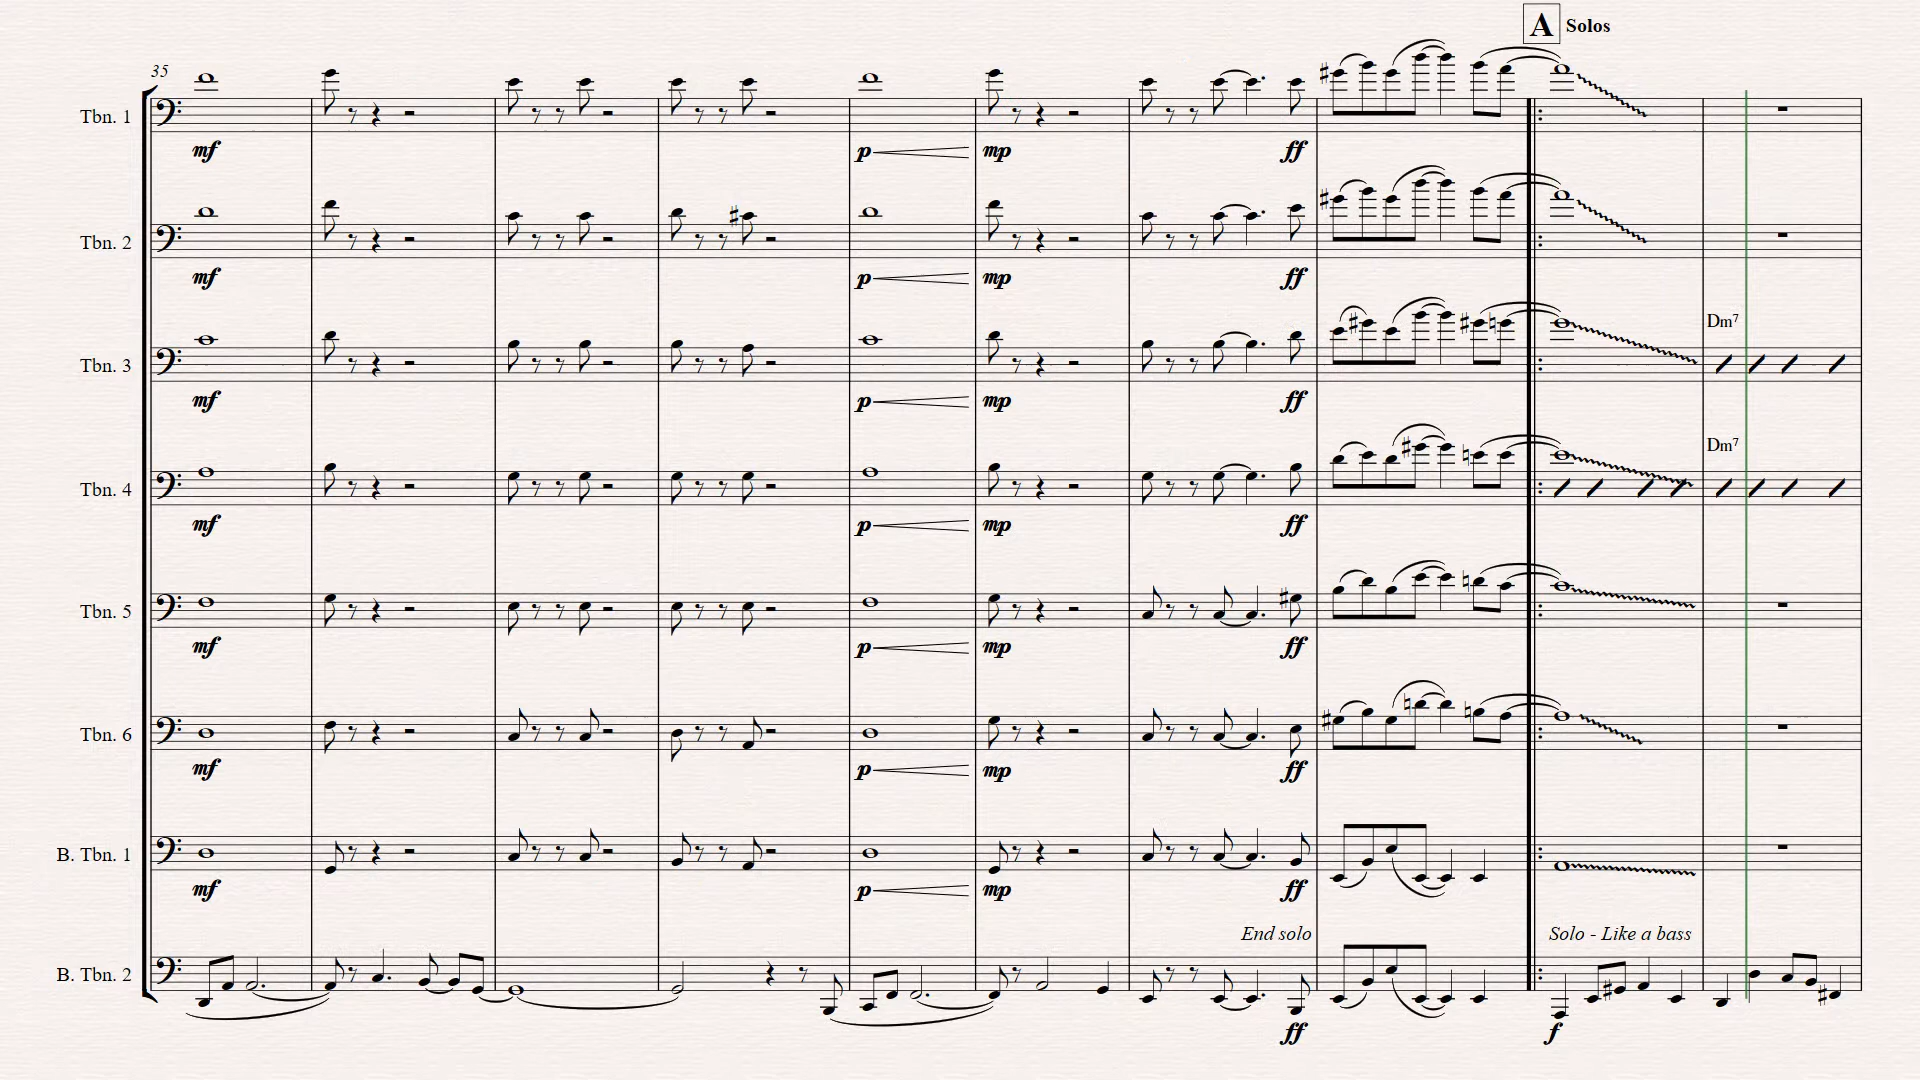 A Solos
35
Tbn. 1
mf p mp ff
Tbn. 2
mf p mp ff
Dm7
Tbn. 3
mf p mp ff
Dm7
Tbn. 4
mf p mp ff
Tbn. 5
mf p mp ff
Tbn. 6
mf p mp ff
B. Tbn. 1
mf p mp ff
End solo Solo - Like a bass
B. Tbn. 2
ff f